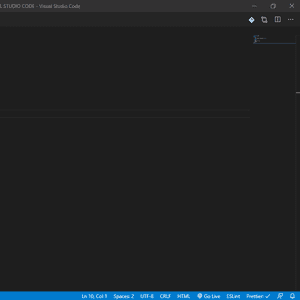 L STUDIO CODE - Visual Studio Code
Ln 10, Col 1 Spaces: 2 UTF-8 CRLF HTML Go Live ESLint Prettier ✓